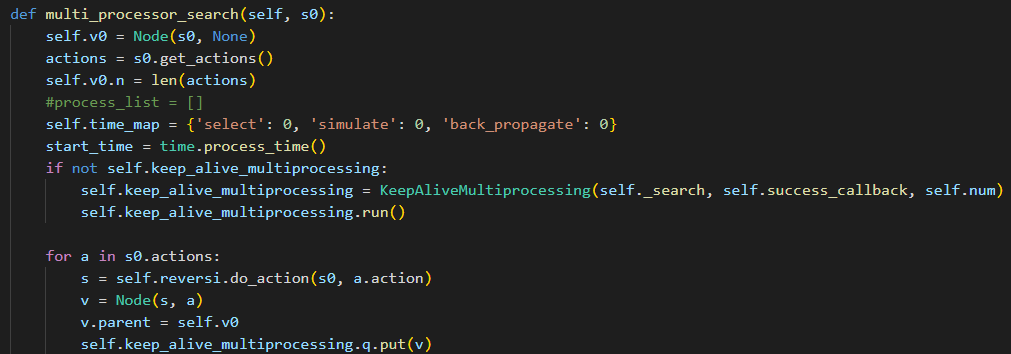 def multi_processor_search(self, s0):
    self.v0 = Node(s0, None)
    actions = s0.get_actions()
    self.v0.n = len(actions)
    #process_list = []
    self.time_map = {'select': 0, 'simulate': 0, 'back_propagate': 0}
    start_time = time.process_time()
    if not self.keep_alive_multiprocessing:
        self.keep_alive_multiprocessing = KeepAliveMultiprocessing(self._search, self.success_callback, self.num)
        self.keep_alive_multiprocessing.run()

    for a in s0.actions:
        s = self.reversi.do_action(s0, a.action)
        v = Node(s, a)
        v.parent = self.v0
        self.keep_alive_multiprocessing.q.put(v)